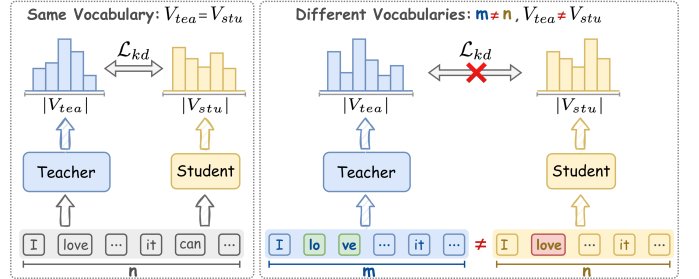 Same Vocabulary: V_tea = V_stu
L_kd
|V_tea|
|V_stu|
Teacher
Student
I love ... it can ...
n
Different Vocabularies: m ≠ n, V_tea ≠ V_stu
L_kd
|V_tea|
|V_stu|
Teacher
Student
I lo ve ... it ... ≠ I love ... it ...
m
n